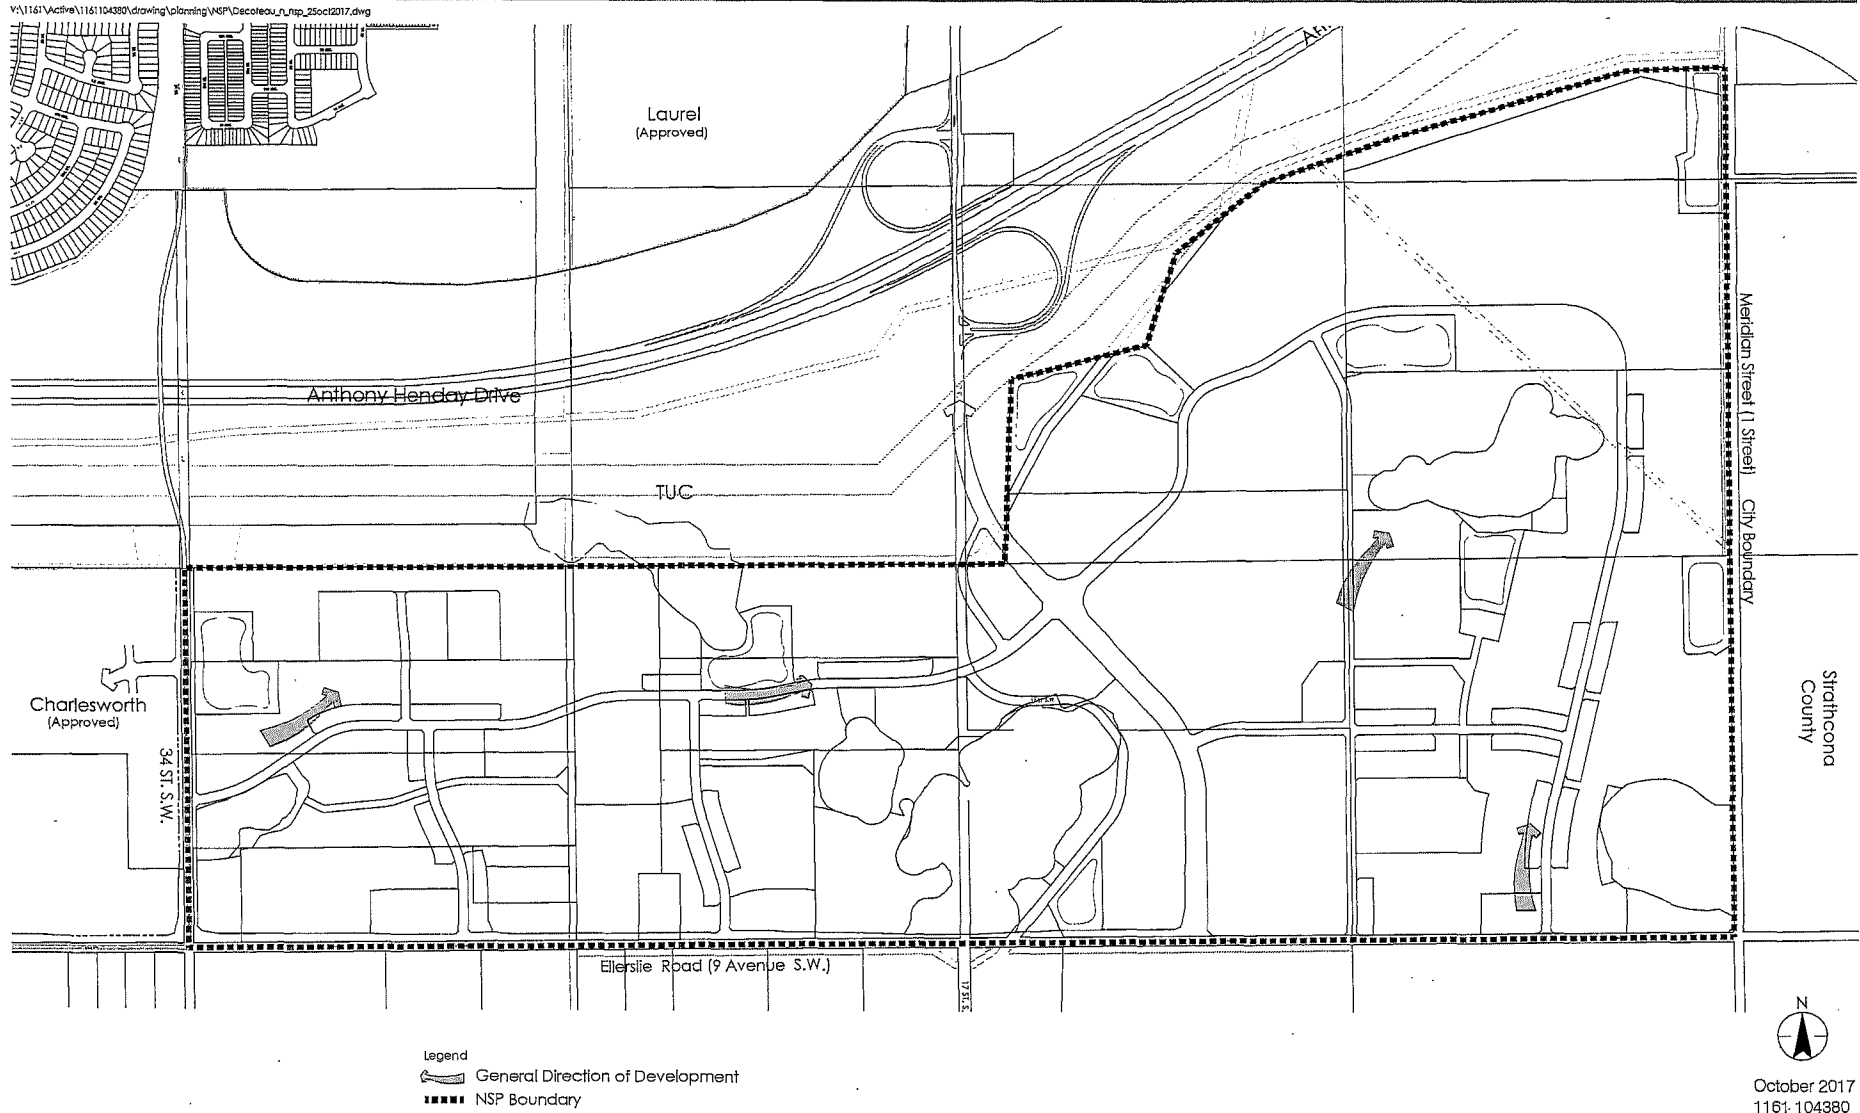 V:\1161\Active\1161104380\drawing\planning\NSP\Decoteau_n_nsp_25oct2017.dwg
Laurel
(Approved)
Anthony Henday Drive
TUC
Meridian Street (1 Street) City Boundary
Charlesworth
(Approved)
34 ST. S.W.
Strathcona
County
Ellerslie Road (9 Avenue S.W.)
17 ST. S.
N
Legend
General Direction of Development
NSP Boundary
October 2017
1161 104380